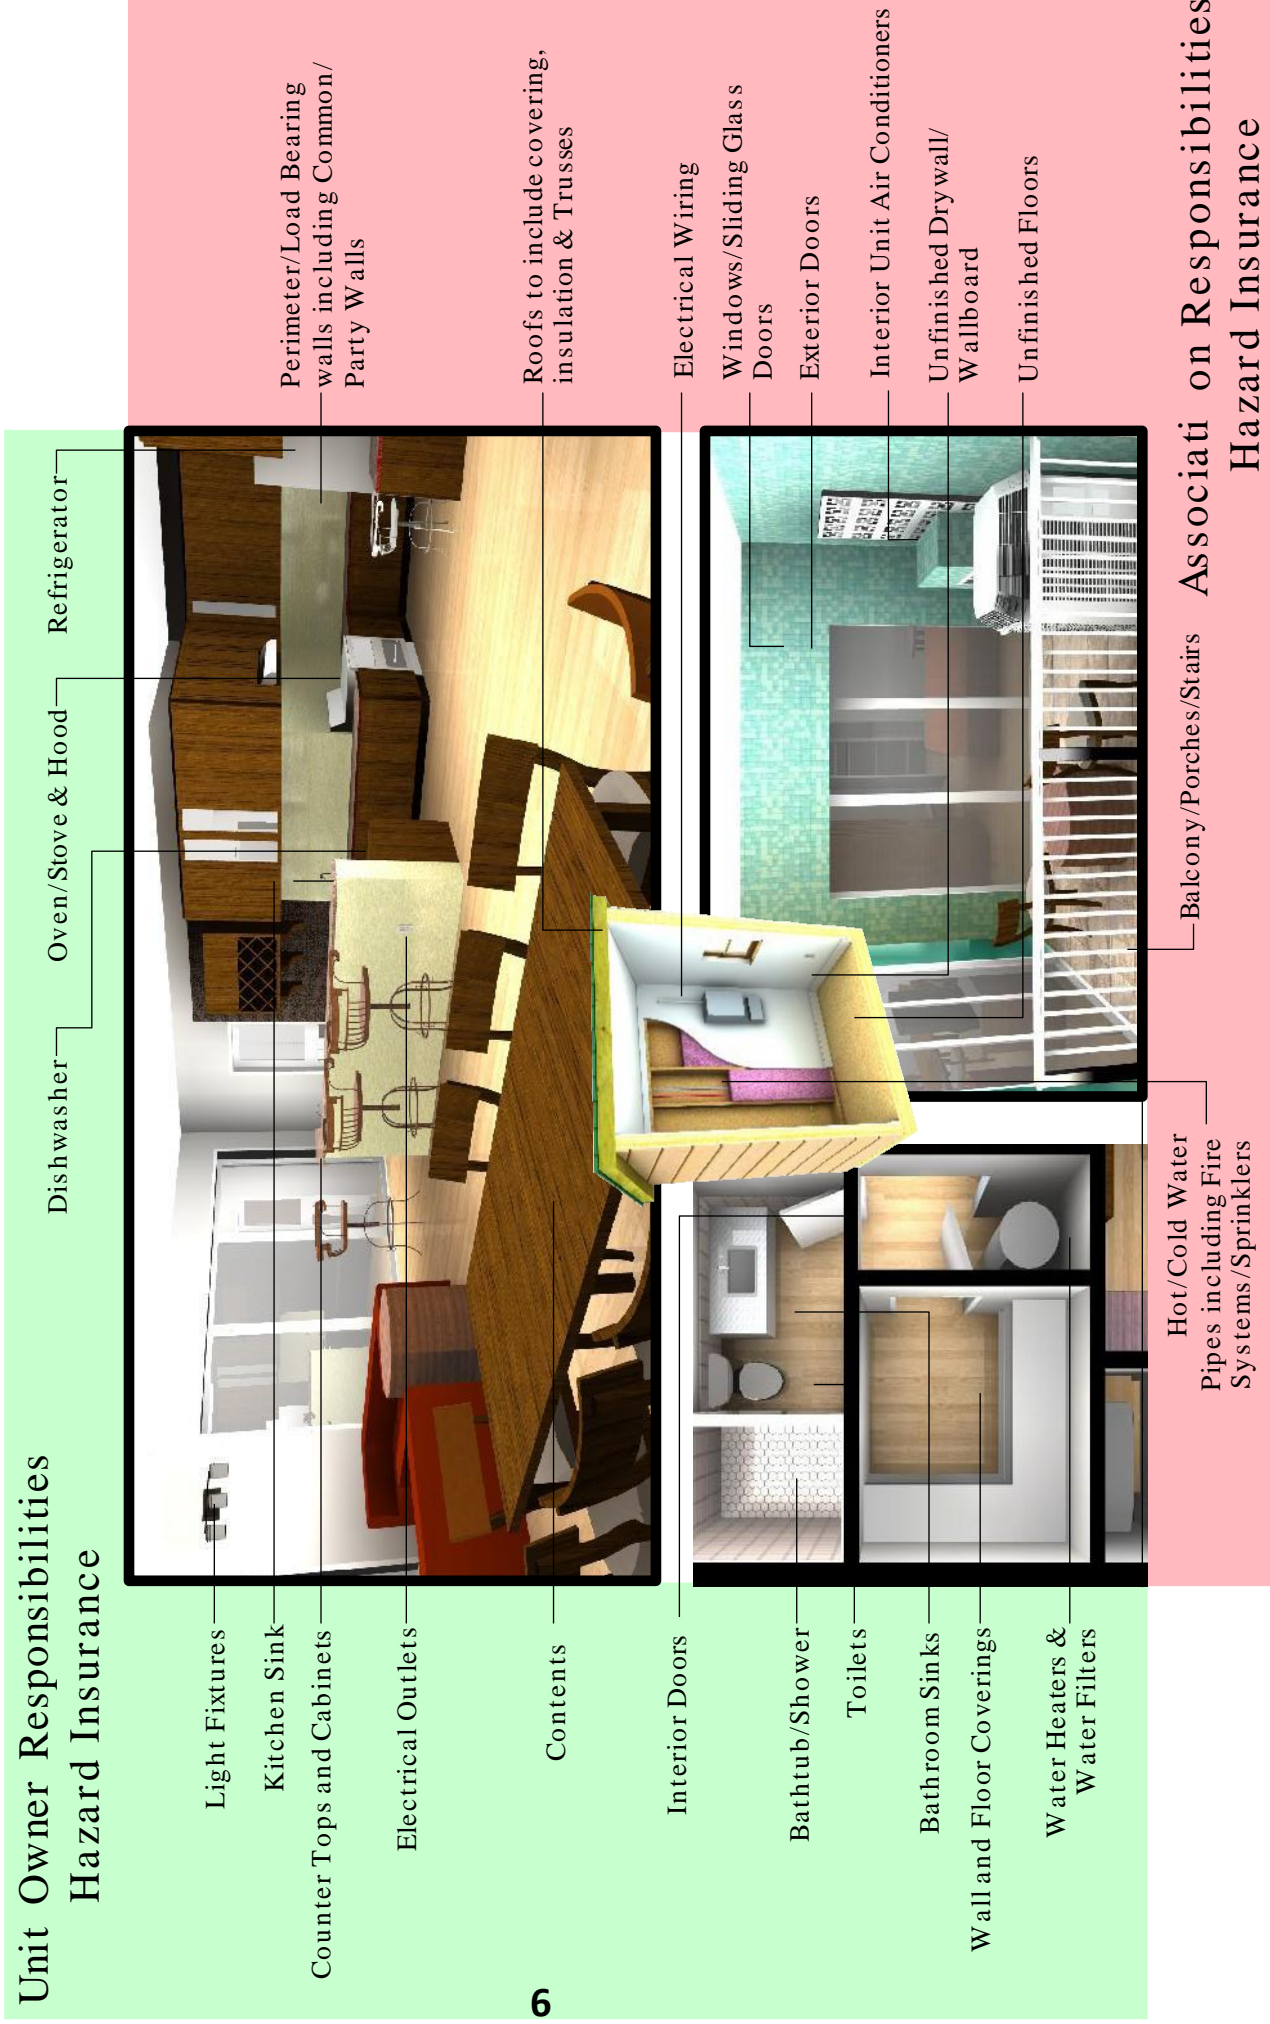 Unit Owner Responsibilities
Hazard Insurance
Dishwasher
Oven/Stove & Hood
Refrigerator
Light Fixtures
Kitchen Sink
Counter Tops and Cabinets
Electrical Outlets
Contents
Interior Doors
Bathtub/Shower
Toilets
Bathroom Sinks
Wall and Floor Coverings
Water Heaters &
Water Filters
Perimeter/Load Bearing
walls including Common/
Party Walls
Roofs to include covering,
insulation & Trusses
Electrical Wiring
Windows/Sliding Glass
Doors
Exterior Doors
Interior Unit Air Conditioners
Unfinished Drywall/
Wallboard
Unfinished Floors
Hot/Cold Water
Pipes including Fire
Systems/Sprinklers
Balcony/Porches/Stairs
Associati on Responsibilities
Hazard Insurance
6